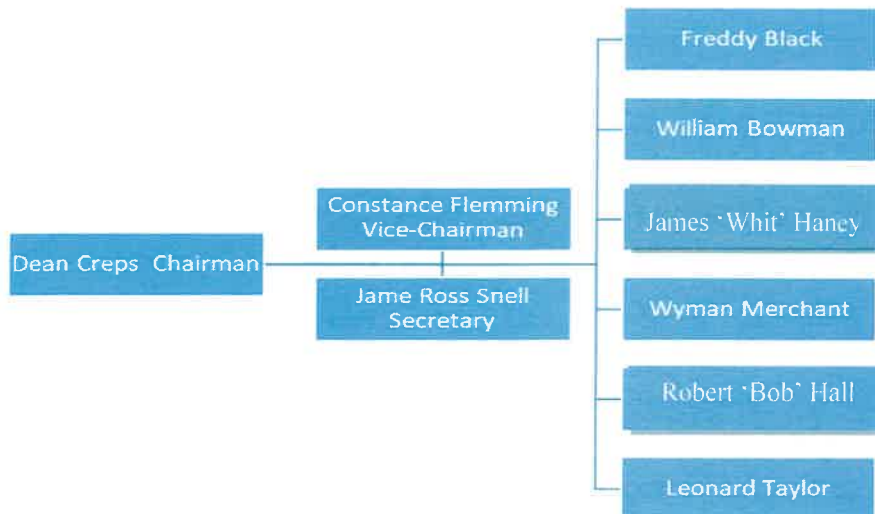 Dean Creps Chairman
Constance Flemming
Vice-Chairman
Jame Ross Snell
Secretary
Freddy Black
William Bowman
James ‘Whit’ Haney
Wyman Merchant
Robert ‘Bob’ Hall
Leonard Taylor